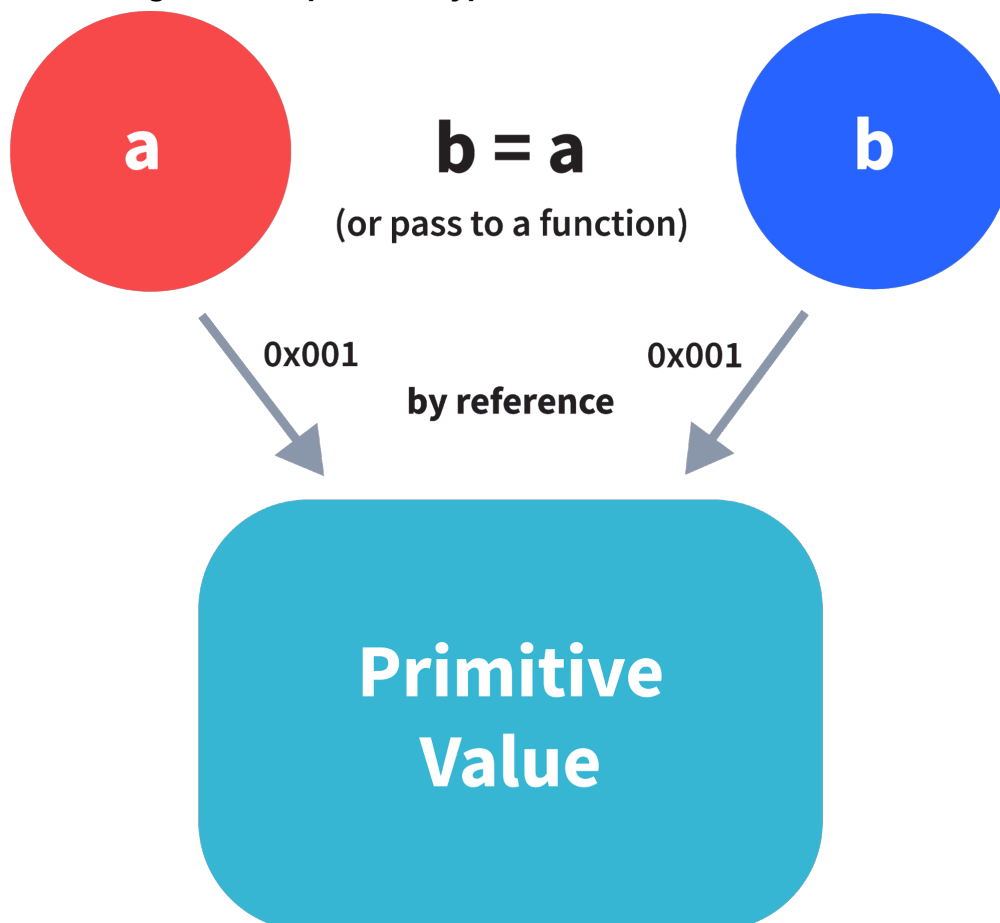 a
b = a
b
(or pass to a function)
0x001
0x001
by reference
Primitive
Value